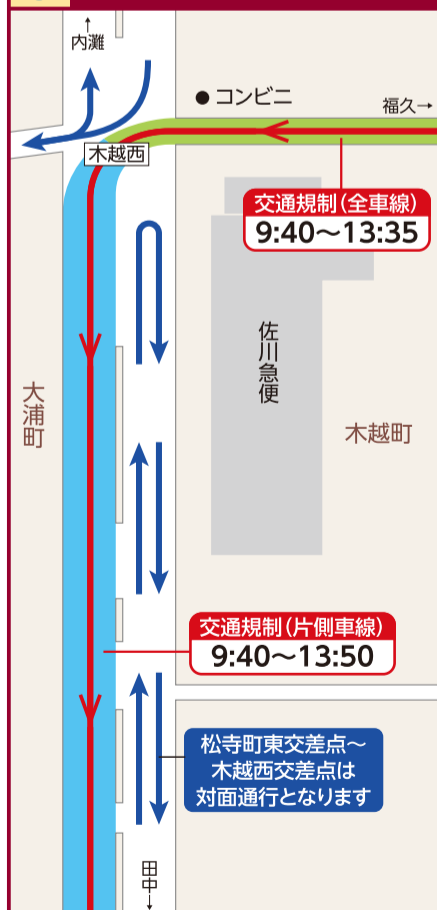 ↑
内灘
● コンビニ
福久→
木越西
交通規制(全車線)
9:40〜13:35
佐川急便
大浦町
木越町
交通規制(片側車線)
9:40〜13:50
松寺町東交差点〜
木越西交差点は
対面通行となります
田中→